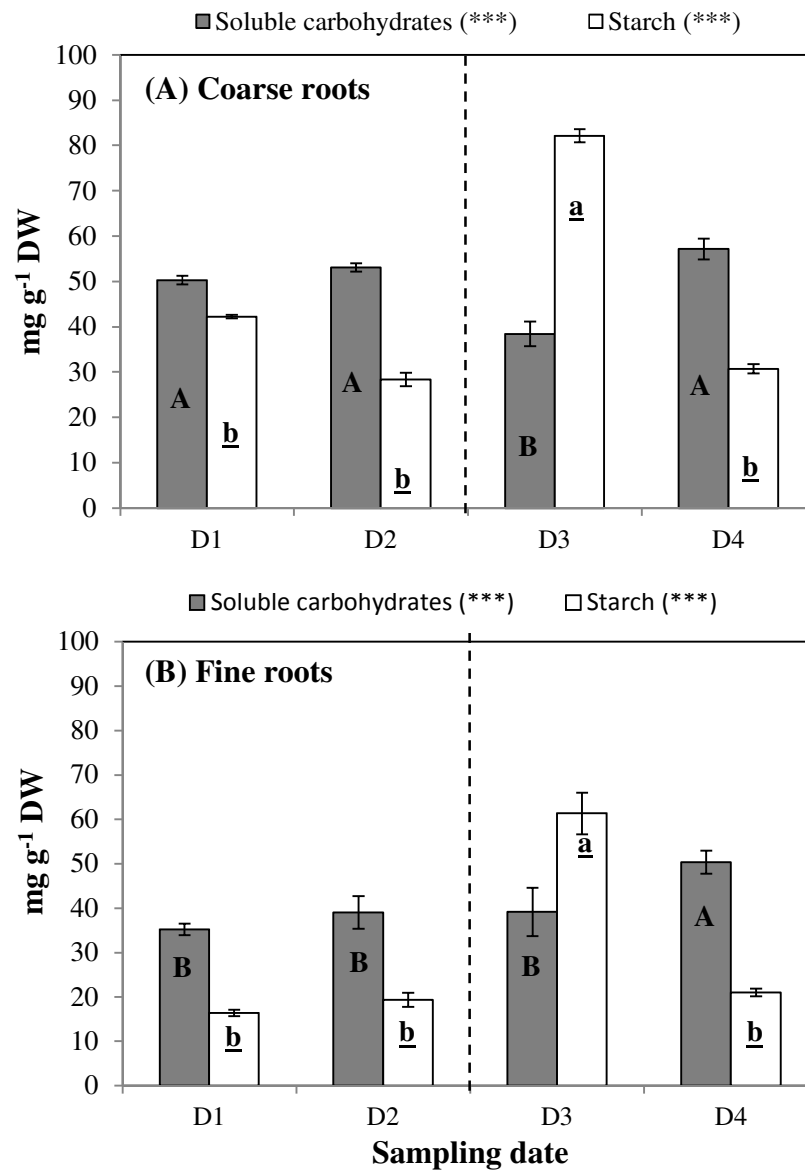 Soluble carbohydrates (***) Starch (***)
100
(A) Coarse roots
90
80
70
60
50
40
30
20
10
0
mg g-1 DW
A
b
A
b
B
a
A
b
D1 D2 D3 D4
Soluble carbohydrates (***) Starch (***)
100
(B) Fine roots
90
80
70
60
50
40
30
20
10
0
mg g-1 DW
B
b
B
b
B
a
A
b
D1 D2 D3 D4
Sampling date